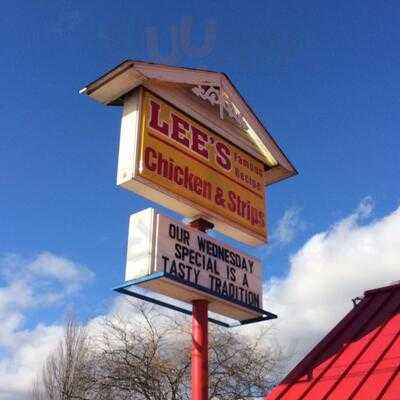 LEE'S
Famous
Recipe
Chicken & Strips
OUR WEDNESDAY
SPECIAL IS A
TASTY TRADITION